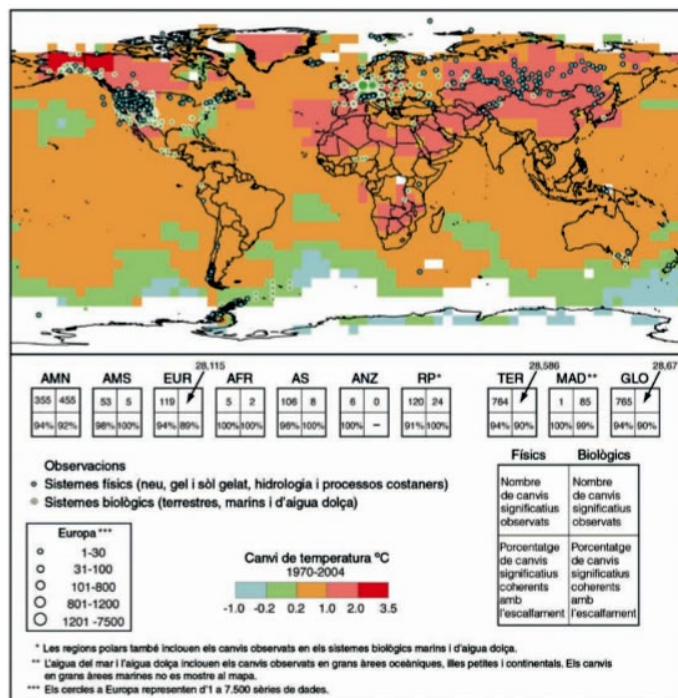 28,115
28,586
28,67
AMN AMS EUR AFR AS ANZ RP* TER MAD** GLO
355 455 53 5 119 5 2 106 8 6 0 120 24 764 1 85 765
94% 92% 98% 100% 94% 89% 100% 100% 96% 100% 100% – 91% 100% 94% 90% 100% 99% 94% 90%
Observacions
Sistemes físics (neu, gel i sòl gelat, hidrologia i processos costaners)
Sistemes biològics (terrestres, marins i d'aigua dolça)
Europa ***
1-30
31-100
101-800
801-1200
1201 -7500
Canvi de temperatura ºC
1970-2004
-1.0 -0.2 0.2 1.0 2.0 3.5
Físics Biològics
Nombre Nombre
de canvis de canvis
significatius significatius
observats observats
Porcentatge Porcentatge
de canvis de canvis
significatius significatius
coherents coherents
amb amb
l'escalfament l'escalfament
* Les regions polars també inclouen els canvis observats en els sistemes biològics marins i d'aigua dolça.
** L'aigua del mar i l'aigua dolça inclouen els canvis observats en grans àrees oceàniques, illes petites i continentals. Els canvis
en grans àrees marines no es mostre al mapa.
*** Els cercles a Europa representen d'1 a 7.500 sèries de dades.